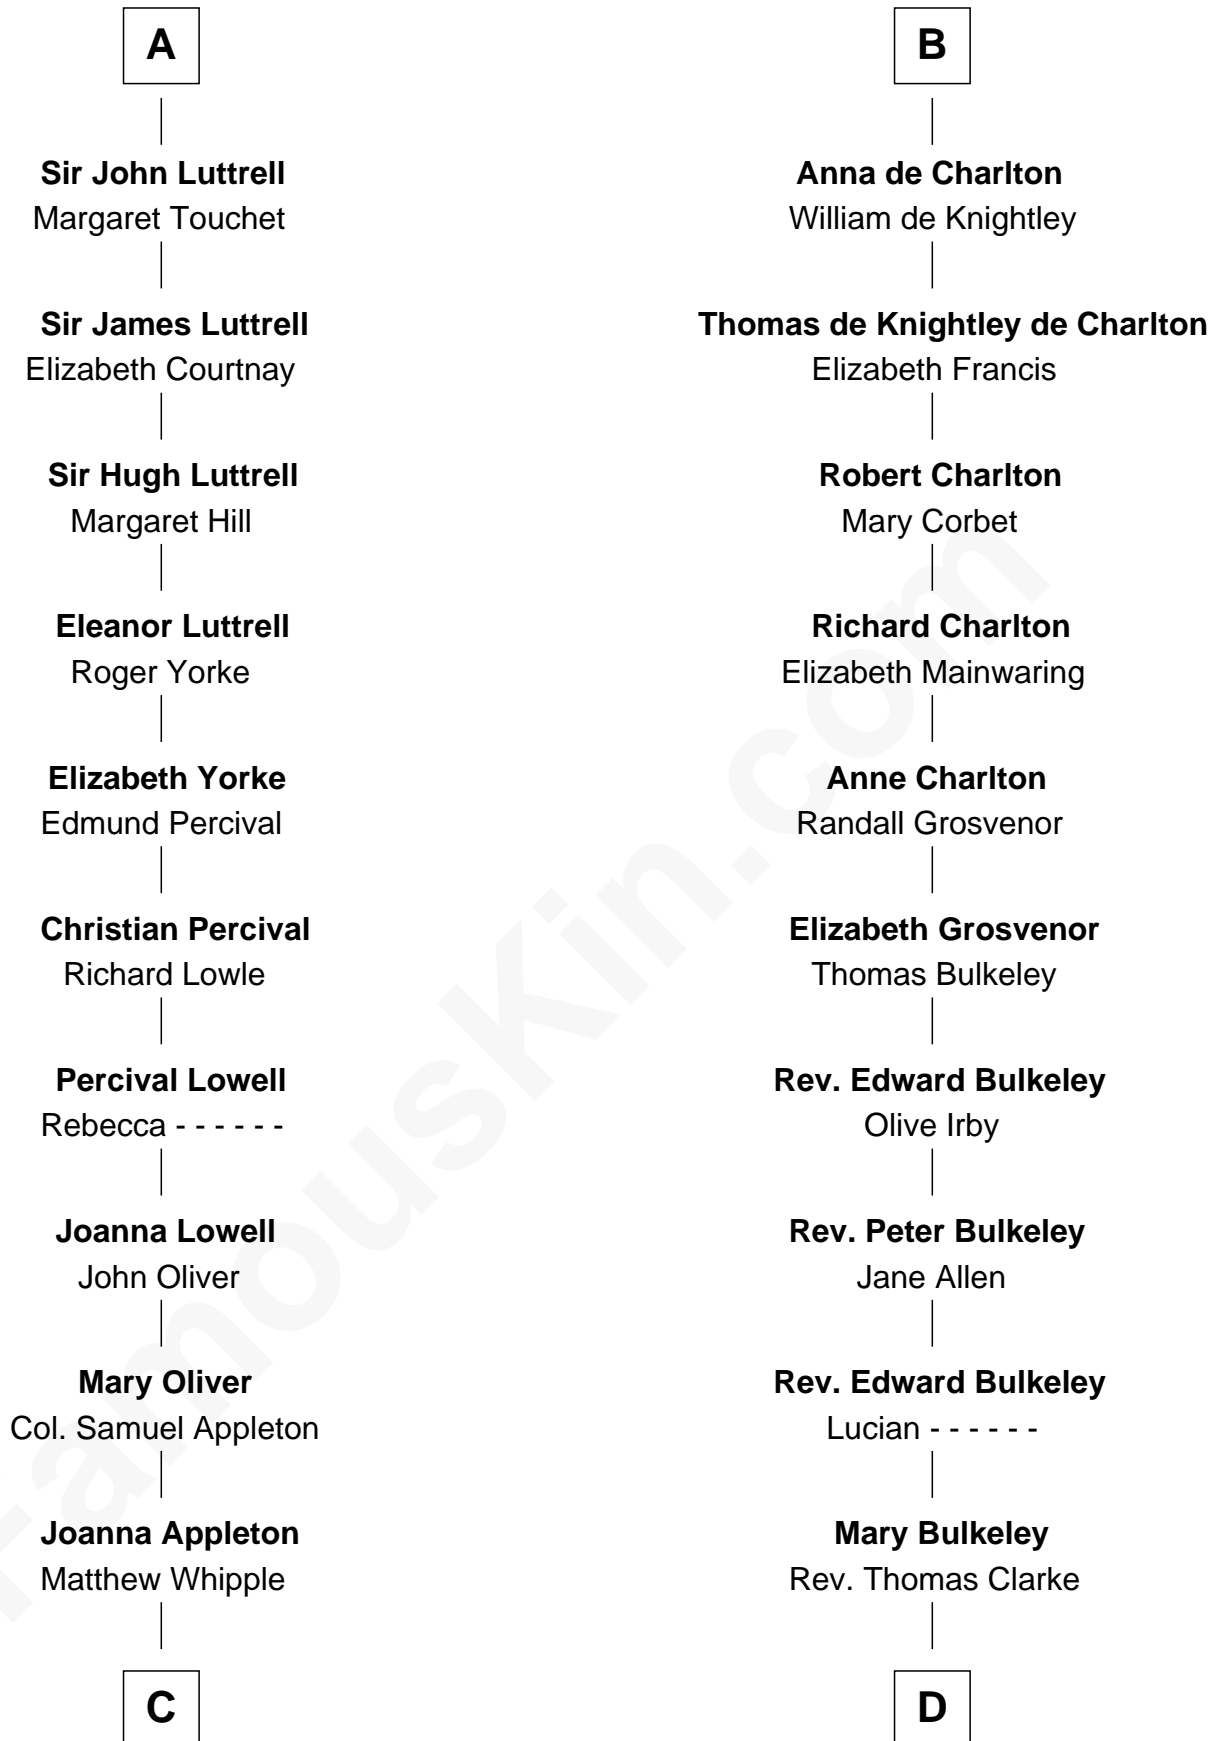 A
Sir John Luttrell
Margaret Touchet
Sir James Luttrell
Elizabeth Courtnay
Sir Hugh Luttrell
Margaret Hill
Eleanor Luttrell
Roger Yorke
Elizabeth Yorke
Edmund Percival
Christian Percival
Richard Lowle
Percival Lowell
Rebecca - - - - - -
Joanna Lowell
John Oliver
Mary Oliver
Col. Samuel Appleton
Joanna Appleton
Matthew Whipple
C
B
Anna de Charlton
William de Knightley
Thomas de Knightley de Charlton
Elizabeth Francis
Robert Charlton
Mary Corbet
Richard Charlton
Elizabeth Mainwaring
Anne Charlton
Randall Grosvenor
Elizabeth Grosvenor
Thomas Bulkeley
Rev. Edward Bulkeley
Olive Irby
Rev. Peter Bulkeley
Jane Allen
Rev. Edward Bulkeley
Lucian - - - - - -
Mary Bulkeley
Rev. Thomas Clarke
D
FamousKin.com